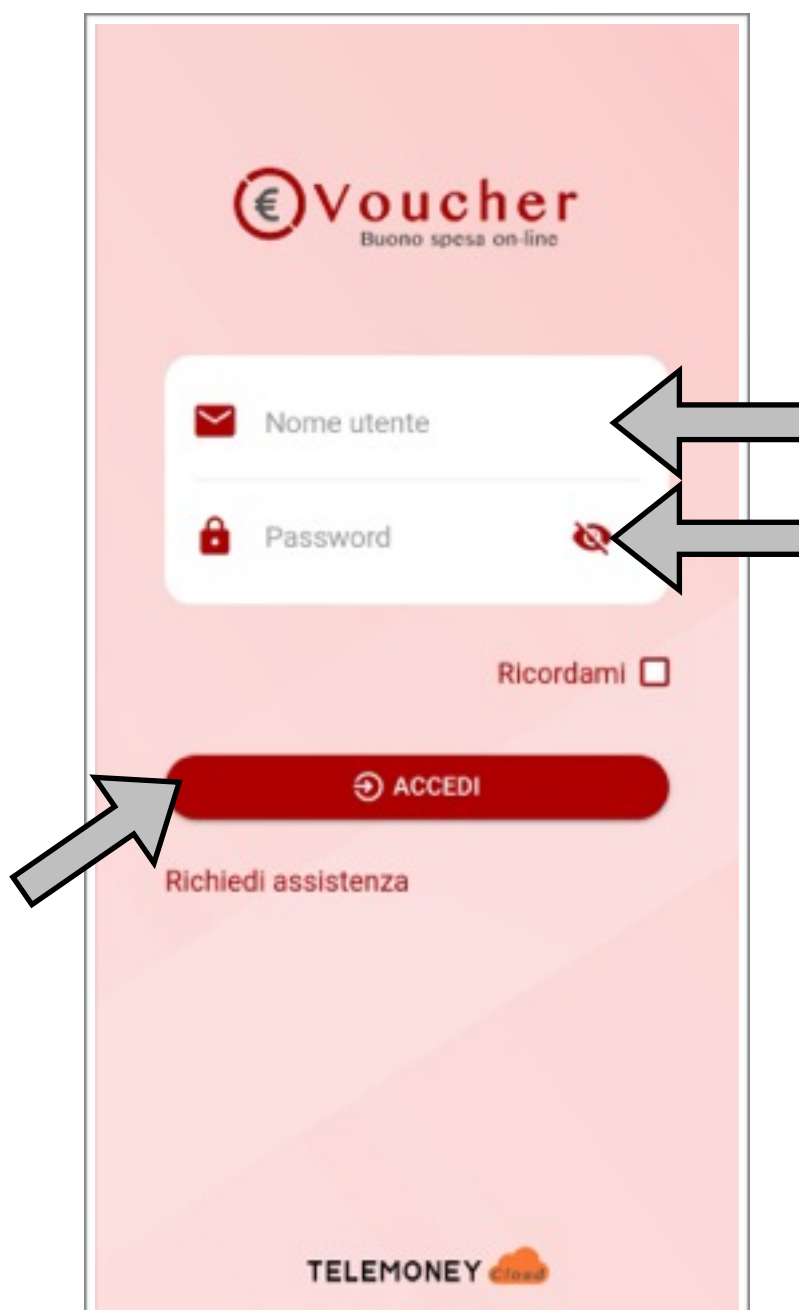 € Voucher
Buono spesa on-line
Nome utente
Password
Ricordami
ACCEDI
Richiedi assistenza
TELEMONEY Cloud